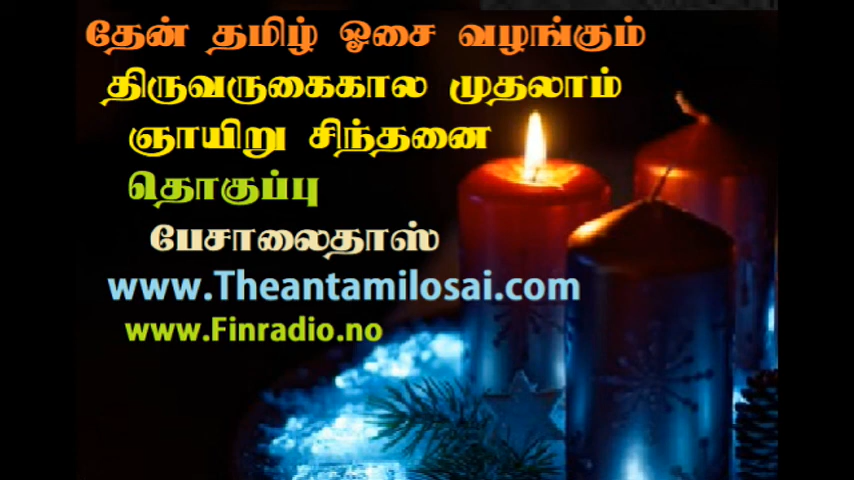 தேன் தமிழ் ஓசை வழங்கும்
திருவருகைகால முதலாம்
ஞாயிறு சிந்தனை
தொகுப்பு
பேசாலைதாஸ்
www.Theantamilosai.com
www.Finradio.no